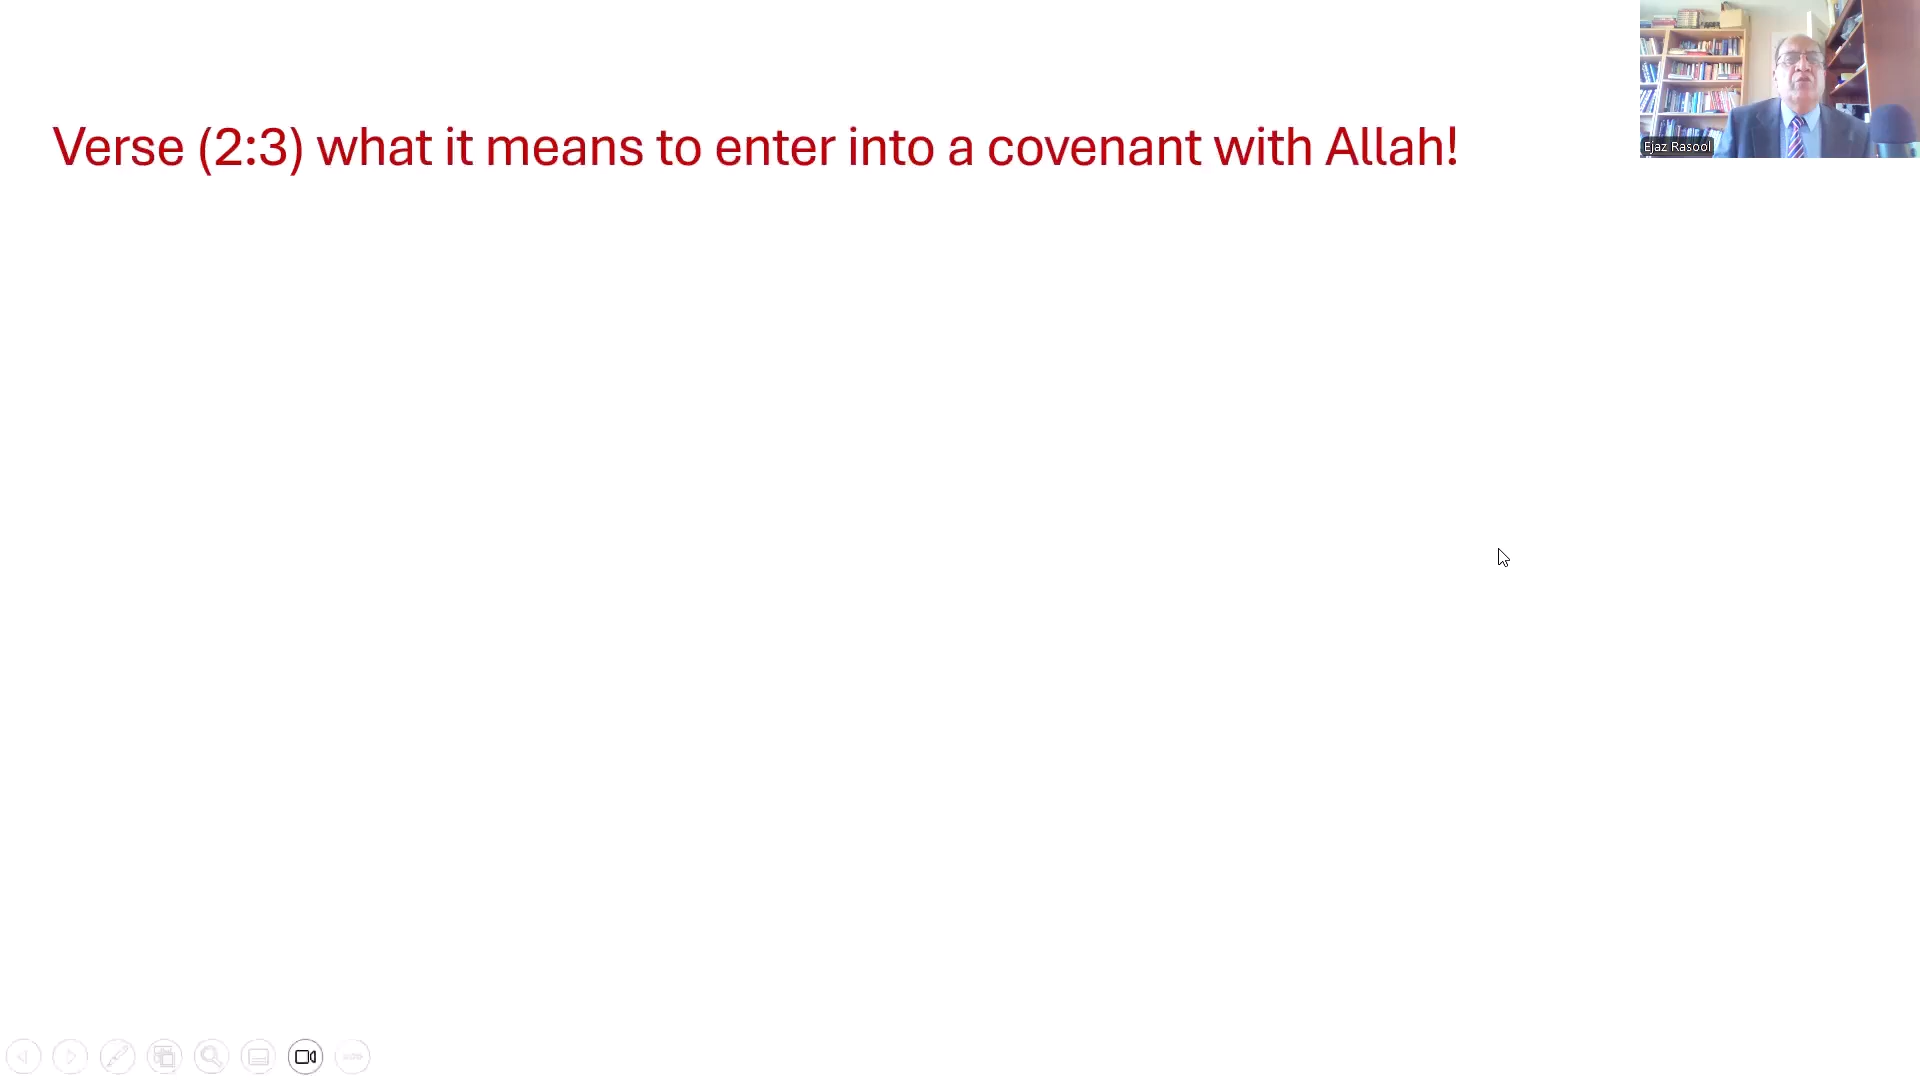 Verse (2:3) what it means to enter into a covenant with Allah!
Ejaz Rasool